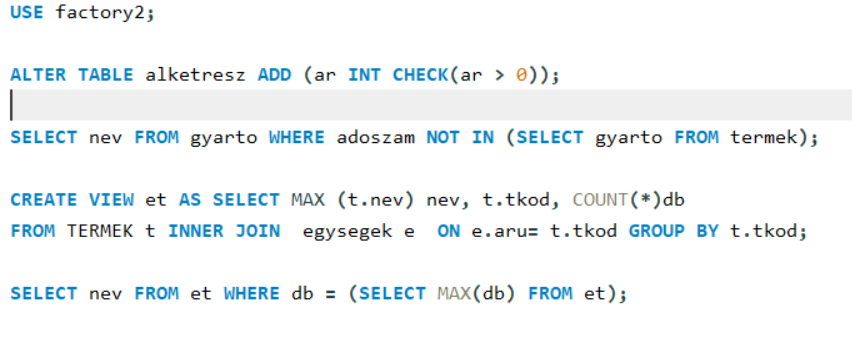 USE factory2;
ALTER TABLE alketresz ADD (ar INT CHECK(ar > 0));
SELECT nev FROM gyarto WHERE adoszam NOT IN (SELECT gyarto FROM termek);
CREATE VIEW et AS SELECT MAX (t.nev) nev, t.tkod, COUNT(*)db
FROM TERMEK t INNER JOIN  egysegek e  ON e.aru= t.tkod GROUP BY t.tkod;
SELECT nev FROM et WHERE db = (SELECT MAX(db) FROM et);